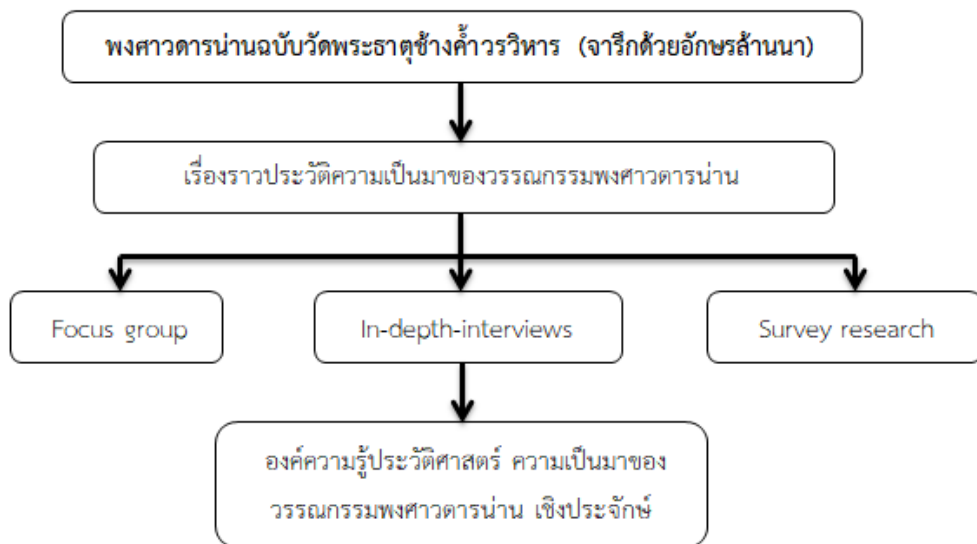 พงศาวดารน่านฉบับวัดพระธาตุช้างค้ำวรวิหาร (จารึกด้วยอักษรล้านนา)
เรื่องราวประวัติความเป็นมาของวรรณกรรมพงศาวดารน่าน
Focus group
In-depth-interviews
Survey research
องค์ความรู้ประวัติศาสตร์ ความเป็นมาของ
วรรณกรรมพงศาวดารน่าน เชิงประจักษ์